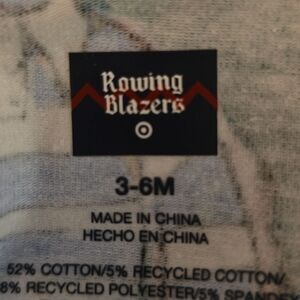 Rowing
Blazers
3-6M
MADE IN CHINA
HECHO EN CHINA
52% COTTON/5% RECYCLED COTTON/
8% RECYCLED POLYESTER/5%